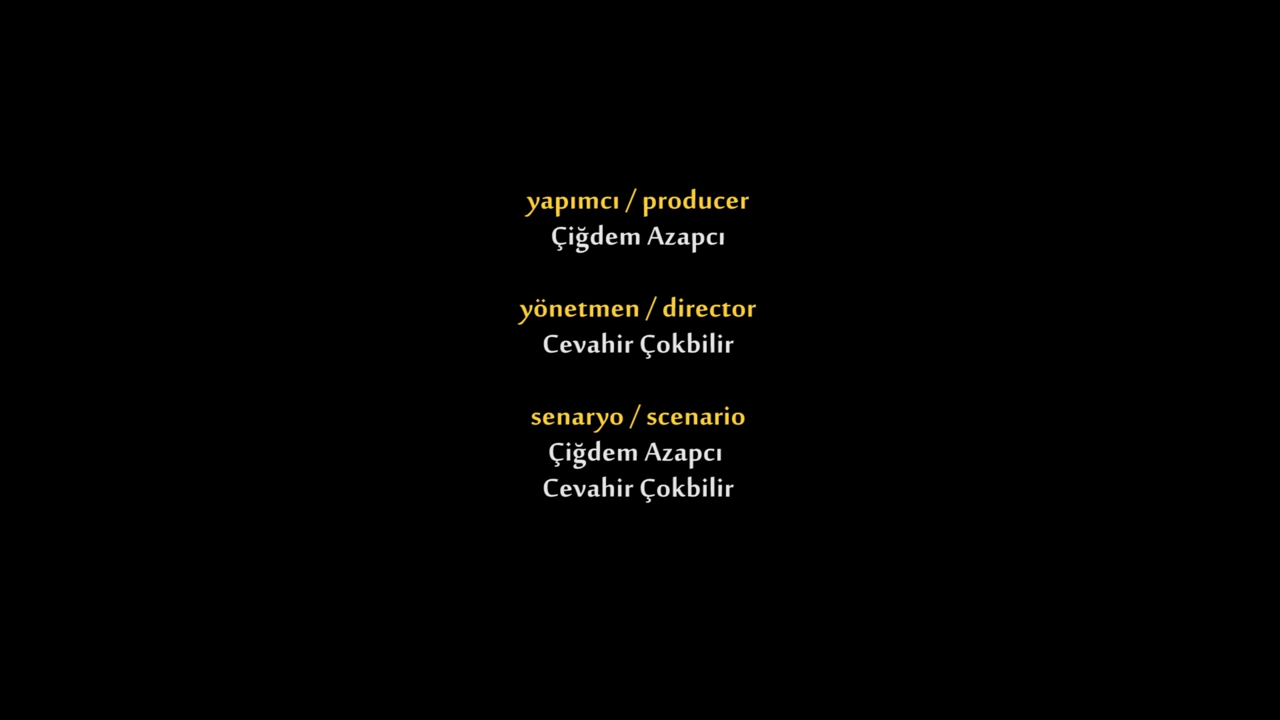 yapımcı / producer
Çiğdem Azapcı
yönetmen / director
Cevahir Çokbilir
senaryo / scenario
Çiğdem Azapcı
Cevahir Çokbilir